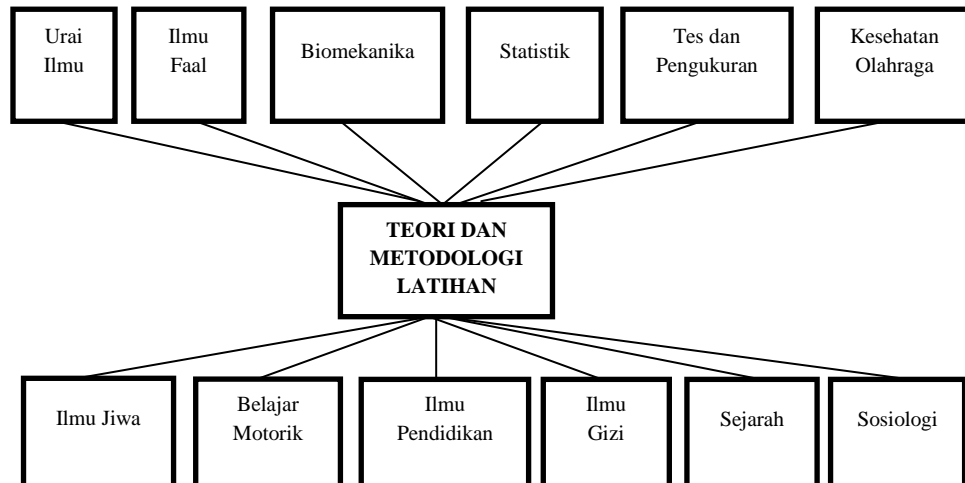 Urai
Ilmu
Ilmu
Faal
Biomekanika
Statistik
Tes dan
Pengukuran
Kesehatan
Olahraga
TEORI DAN
METODOLOGI
LATIHAN
Ilmu Jiwa
Belajar
Motorik
Ilmu
Pendidikan
Ilmu
Gizi
Sejarah
Sosiologi